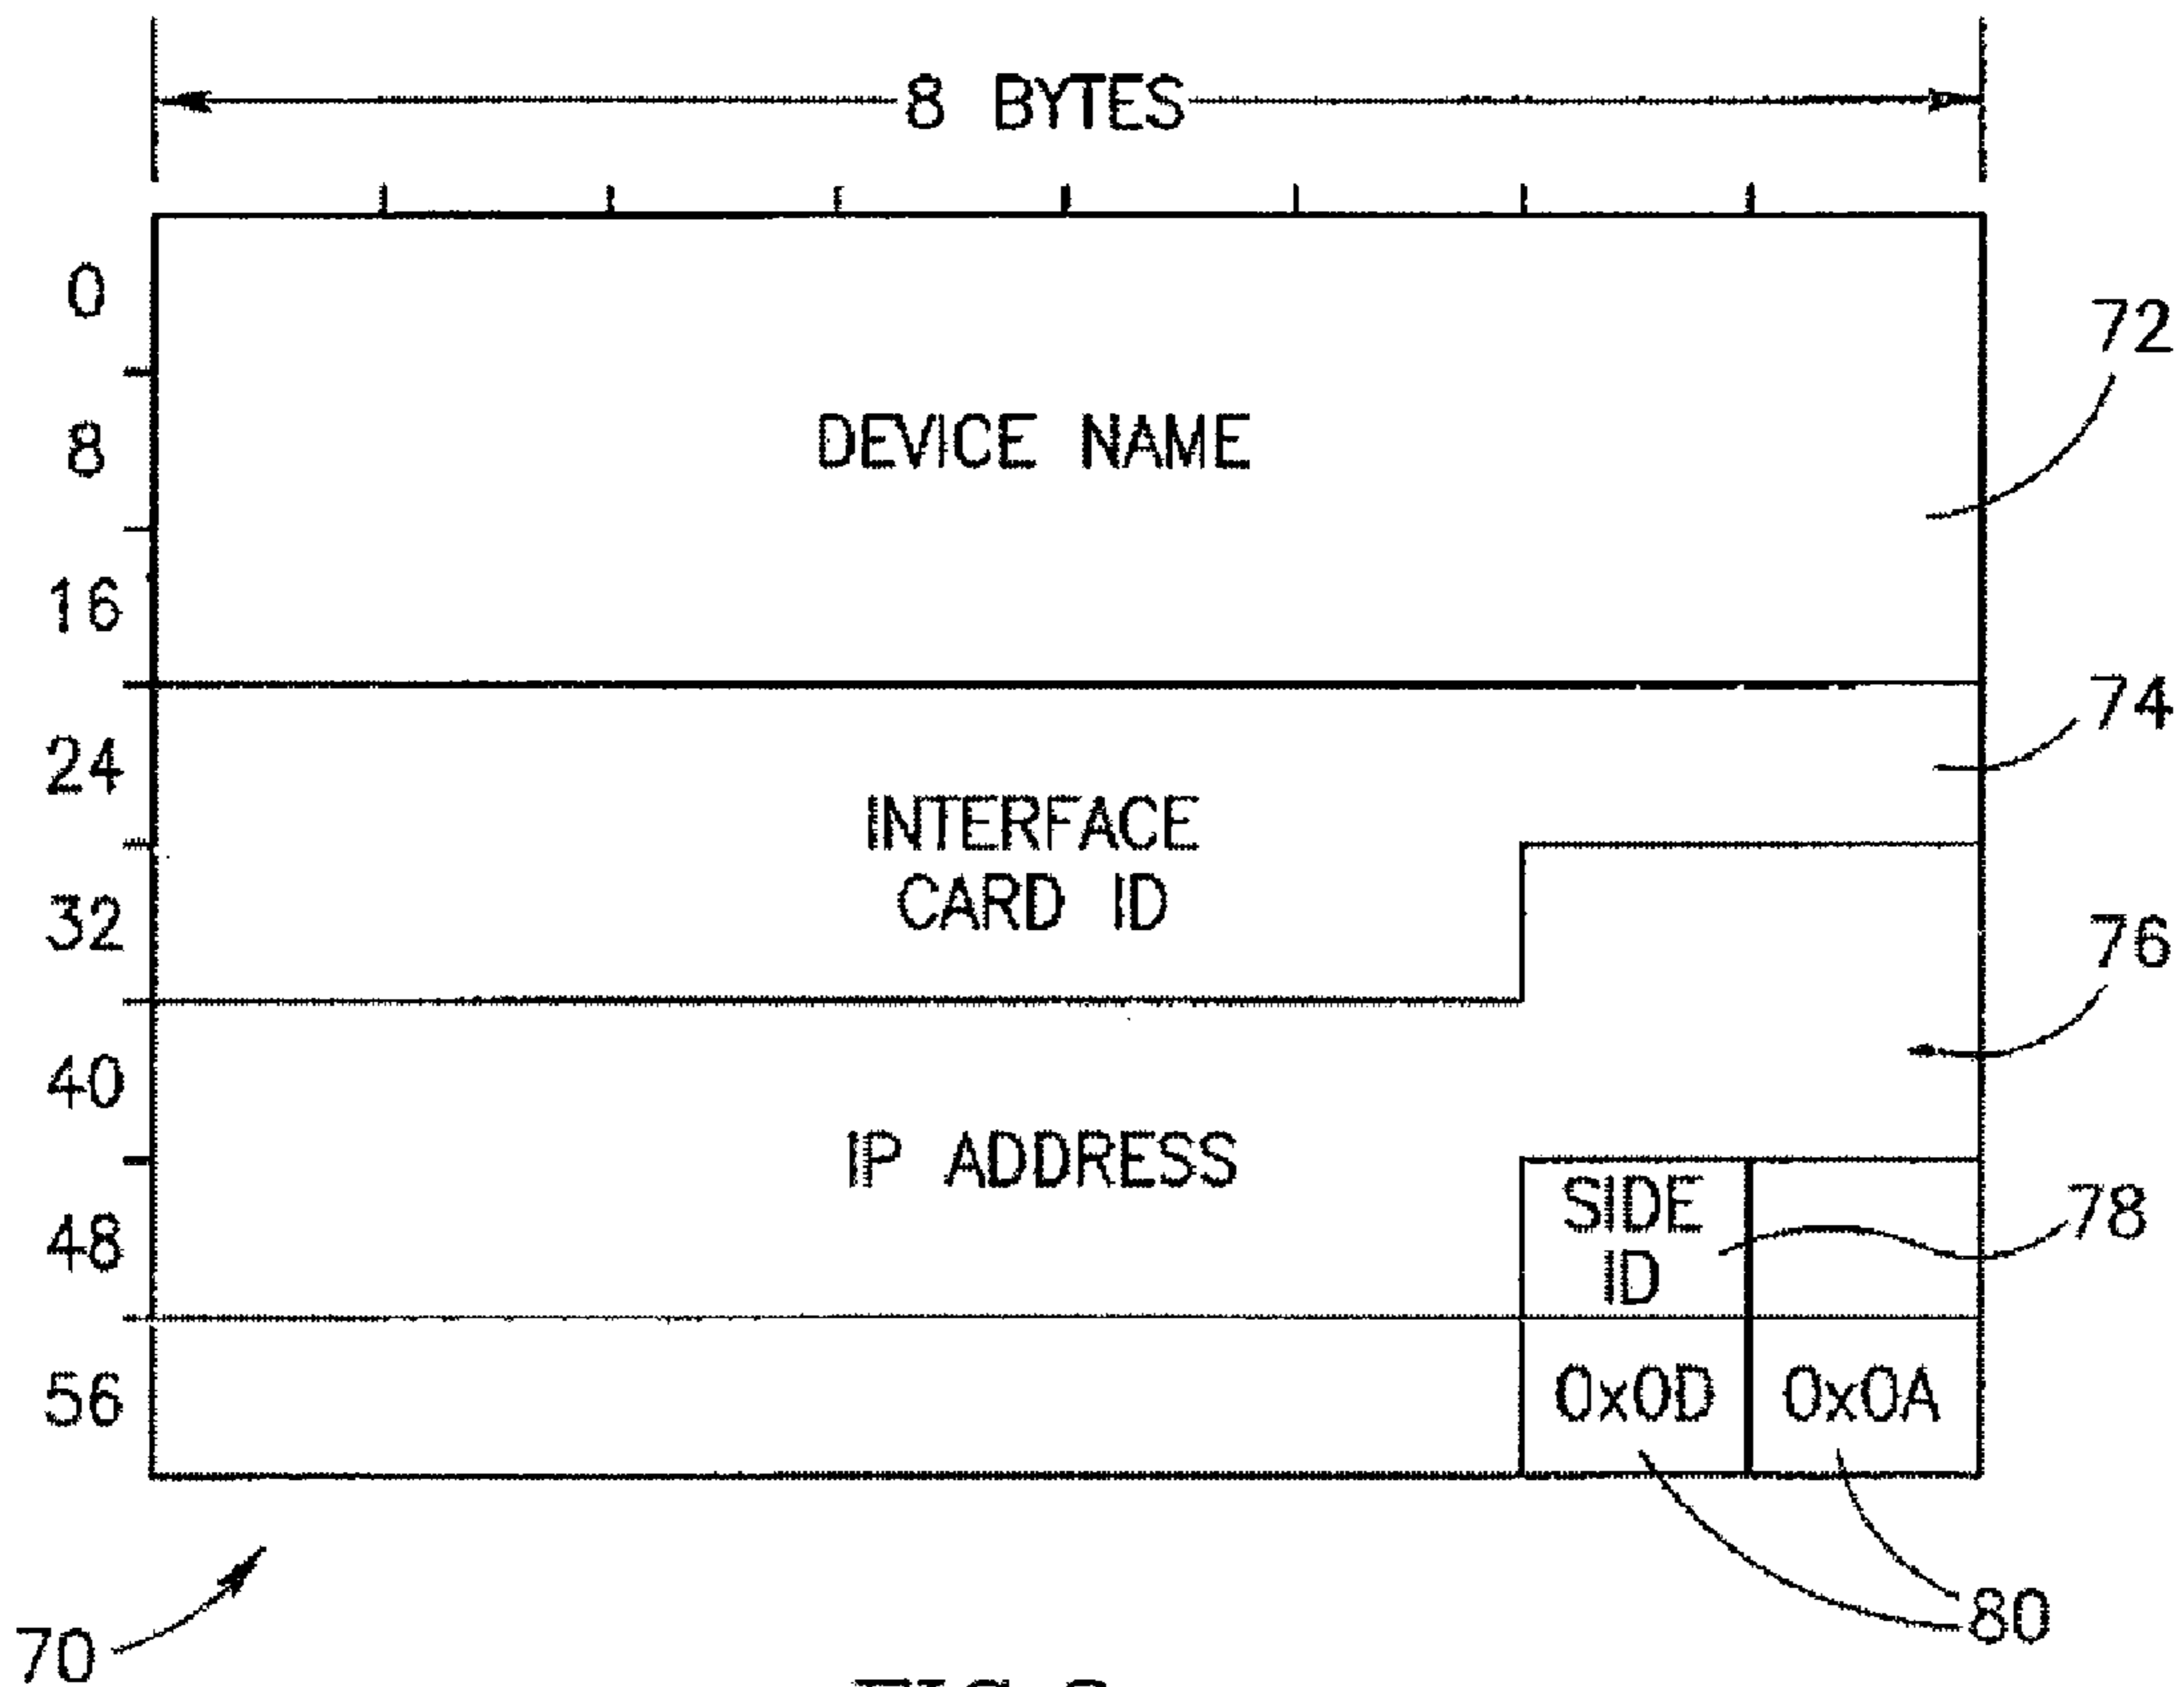 8 BYTES
0
72
8
DEVICE NAME
16
74
24
INTERFACE
CARD ID
32
76
40
IP ADDRESS
SIDE
ID
78
48
56
0x0D
0x0A
80
70